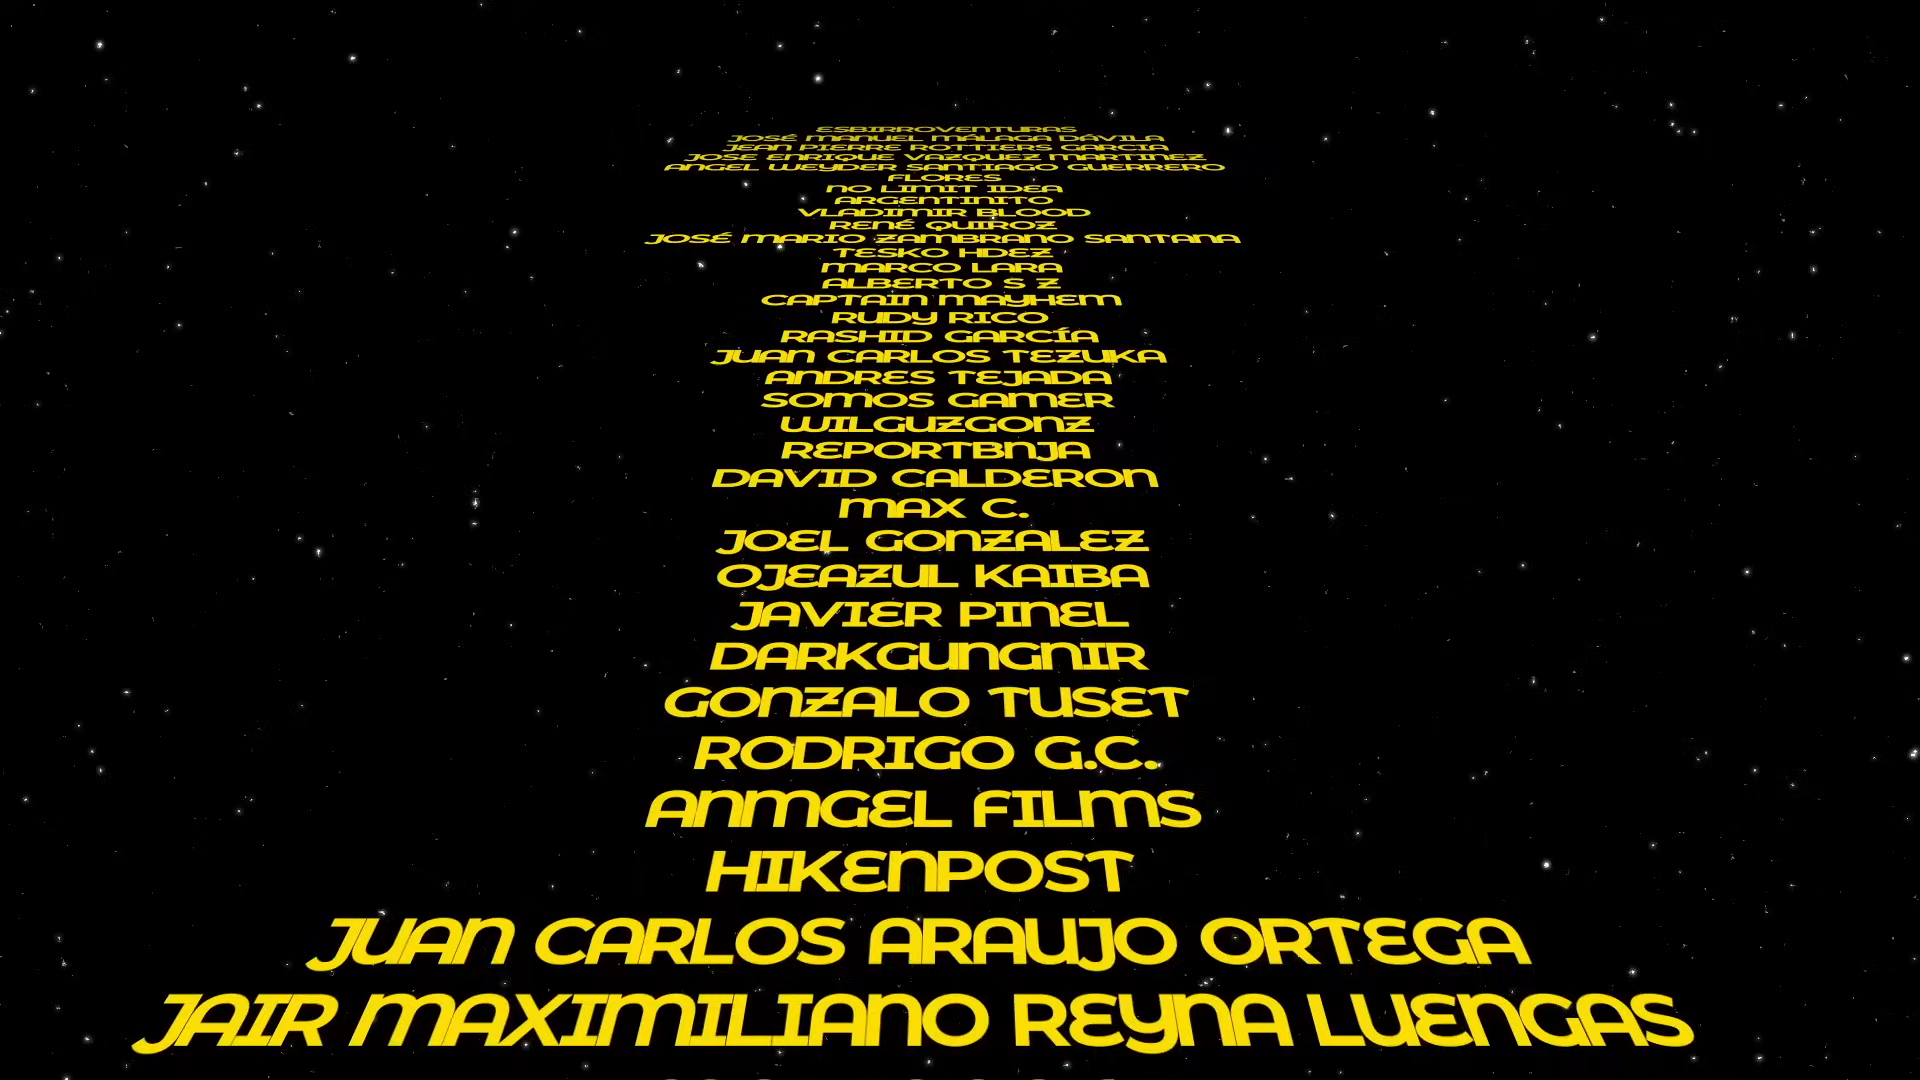 ESBIRROVENTURAS
JOSÉ MANUEL MÁLAGA DÁVILA
JEAN PIERRE ROTTIERS GARCIA
JOSE ENRIQUE VAZQUEZ MARTINEZ
ANGEL WEYDER SANTIAGO GUERRERO
FLORES
NO LIMIT IDEA
ARGENTINITO
VLADIMIR BLOOD
RENÉ QUIROZ
JOSÉ MARIO ZAMBRANO SANTANA
TESKO HDEZ
MARCO LARA
ALBERTO S Z
CAPTAIN MAYHEM
RUDY RICO
RASHID GARCÍA
JUAN CARLOS TEZUKA
ANDRES TEJADA
SOMOS GAMER
WILGUZGONZ
REPORTBNJA
DAVID CALDERON
MAX C.
JOEL GONZALEZ
OJEAZUL KAIBA
JAVIER PINEL
DARKGUNGNIR
GONZALO TUSET
RODRIGO G.C.
ANMGEL FILMS
HIKENPOST
JUAN CARLOS ARAUJO ORTEGA
JAIR MAXIMILIANO REYNA LUENGAS